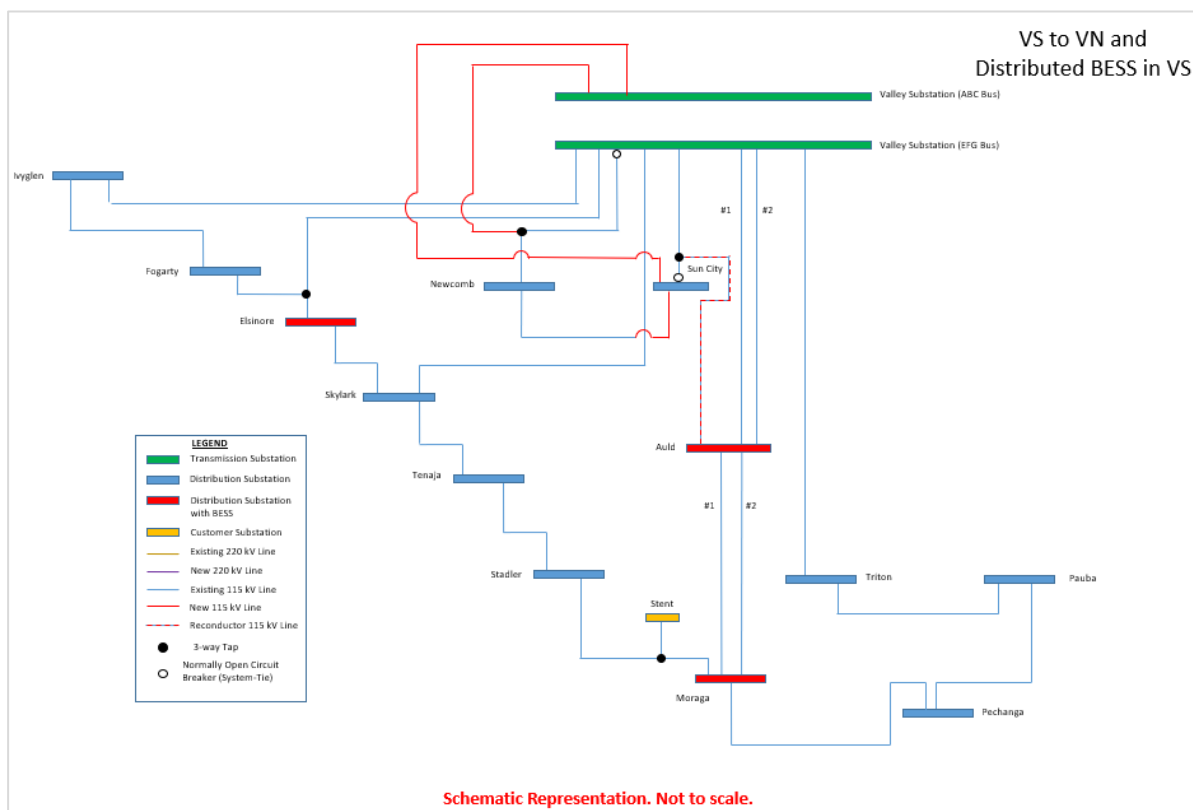 VS to VN and
Distributed BESS in VS
Valley Substation (ABC Bus)
Valley Substation (EFG Bus)
Ivyglen
#1
#2
Fogarty
Newcomb
Sun City
Elsinore
Skylark
Auld
Tenaja
#1
#2
Stadler
Triton
Pauba
Stent
Moraga
Pechanga
LEGEND
Transmission Substation
Distribution Substation
Distribution Substation
with BESS
Customer Substation
Existing 220 kV Line
New 220 kV Line
Existing 115 kV Line
New 115 kV Line
Reconductor 115 kV Line
3-way Tap
Normally Open Circuit
Breaker (System-Tie)
Schematic Representation. Not to scale.